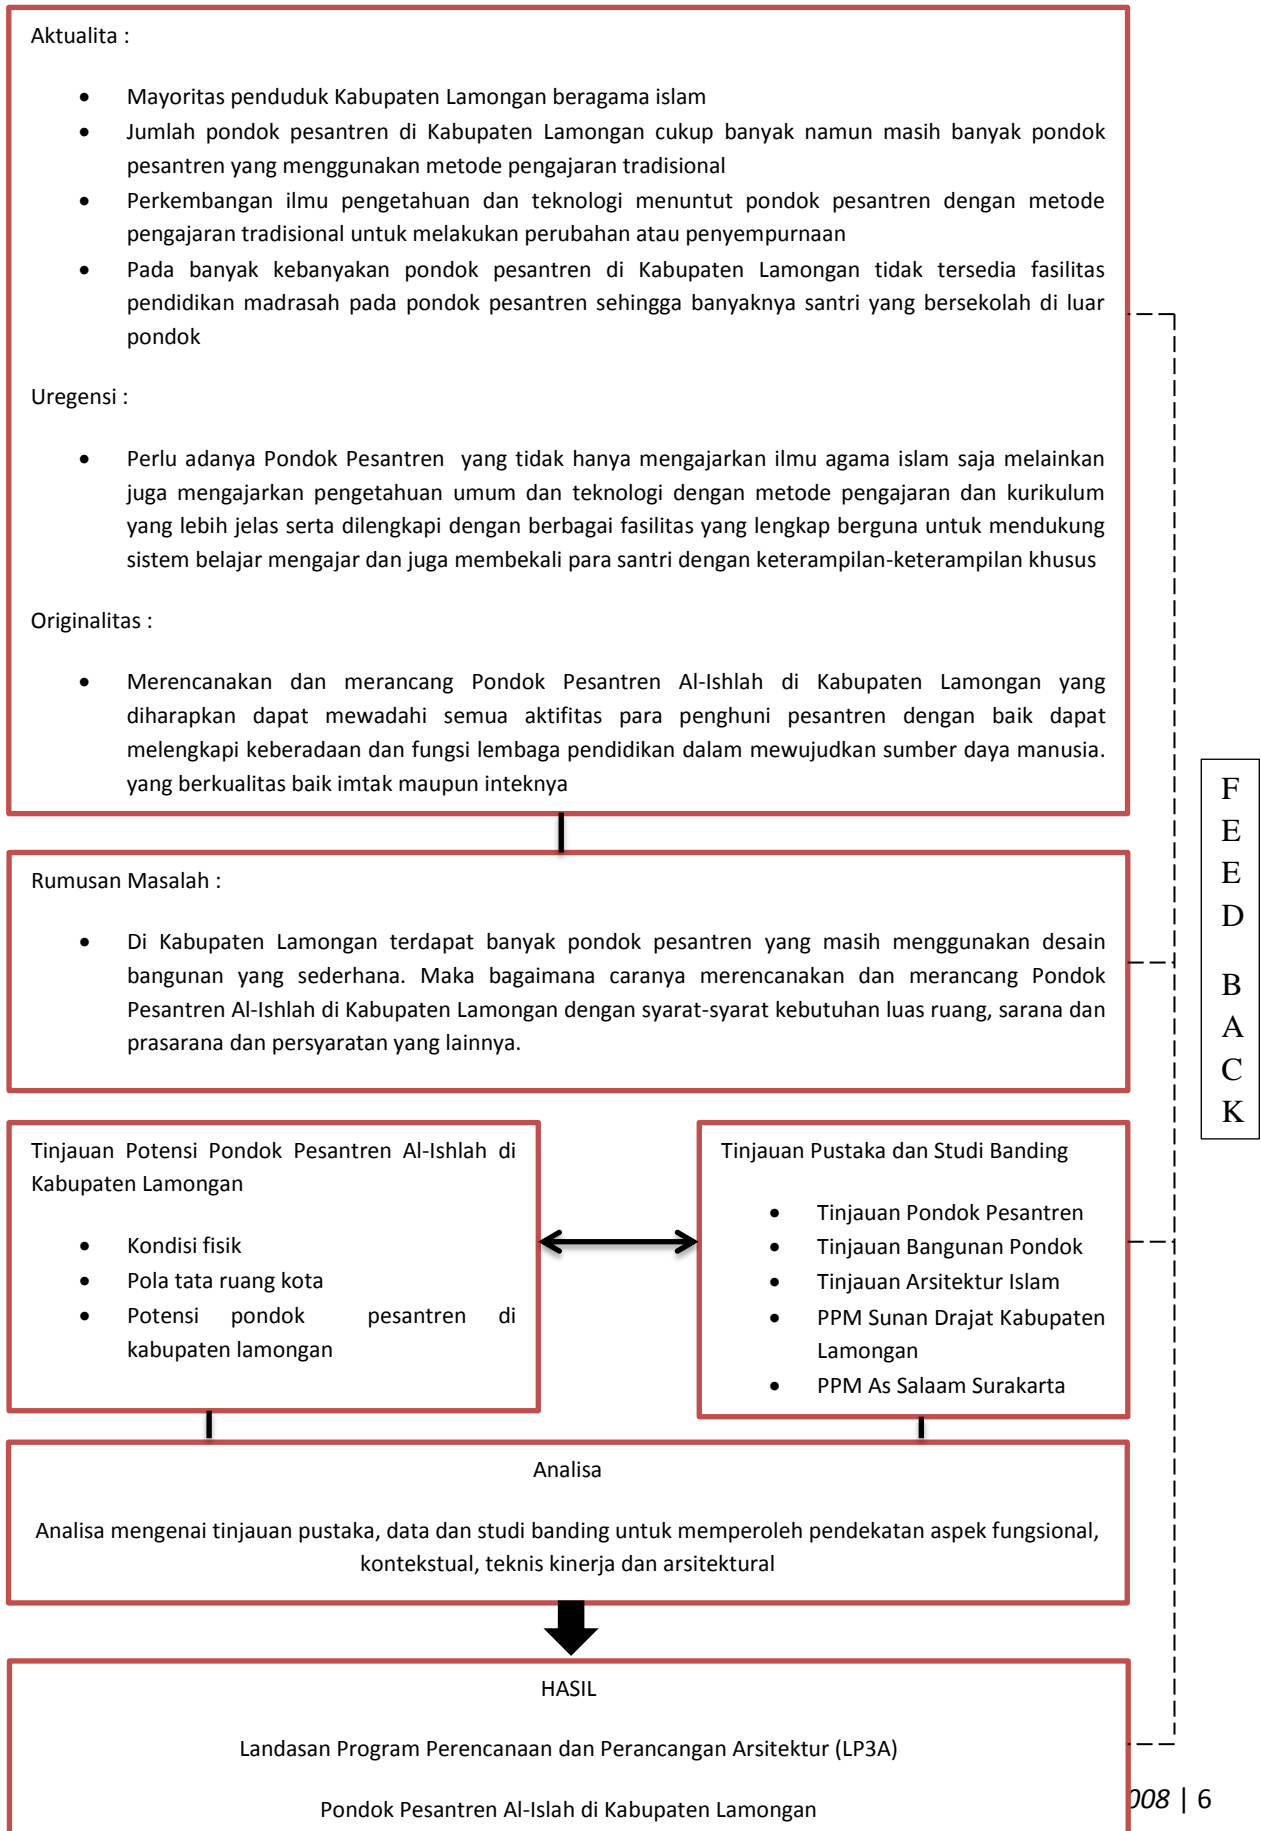 Aktualita :
• Mayoritas penduduk Kabupaten Lamongan beragama islam
• Jumlah pondok pesantren di Kabupaten Lamongan cukup banyak namun masih banyak pondok
pesantren yang menggunakan metode pengajaran tradisional
• Perkembangan ilmu pengetahuan dan teknologi menuntut pondok pesantren dengan metode
pengajaran tradisional untuk melakukan perubahan atau penyempurnaan
• Pada banyak kebanyakan pondok pesantren di Kabupaten Lamongan tidak tersedia fasilitas
pendidikan madrasah pada pondok pesantren sehingga banyaknya santri yang bersekolah di luar
pondok
Uregensi :
• Perlu adanya Pondok Pesantren yang tidak hanya mengajarkan ilmu agama islam saja melainkan
juga mengajarkan pengetahuan umum dan teknologi dengan metode pengajaran dan kurikulum
yang lebih jelas serta dilengkapi dengan berbagai fasilitas yang lengkap berguna untuk mendukung
sistem belajar mengajar dan juga membekali para santri dengan keterampilan-keterampilan khusus
Originalitas :
• Merencanakan dan merancang Pondok Pesantren Al-Ishlah di Kabupaten Lamongan yang
diharapkan dapat mewadahi semua aktifitas para penghuni pesantren dengan baik dapat
melengkapi keberadaan dan fungsi lembaga pendidikan dalam mewujudkan sumber daya manusia.
yang berkualitas baik imtak maupun inteknya
Rumusan Masalah :
• Di Kabupaten Lamongan terdapat banyak pondok pesantren yang masih menggunakan desain
bangunan yang sederhana. Maka bagaimana caranya merencanakan dan merancang Pondok
Pesantren Al-Ishlah di Kabupaten Lamongan dengan syarat-syarat kebutuhan luas ruang, sarana dan
prasarana dan persyaratan yang lainnya.
F
E
E
D
B
A
C
K
Tinjauan Potensi Pondok Pesantren Al-Ishlah di
Kabupaten Lamongan
• Kondisi fisik
• Pola tata ruang kota
• Potensi pondok pesantren di
kabupaten lamongan
Tinjauan Pustaka dan Studi Banding
• Tinjauan Pondok Pesantren
• Tinjauan Bangunan Pondok
• Tinjauan Arsitektur Islam
• PPM Sunan Drajat Kabupaten
Lamongan
• PPM As Salaam Surakarta
Analisa
Analisa mengenai tinjauan pustaka, data dan studi banding untuk memperoleh pendekatan aspek fungsional,
kontekstual, teknis kinerja dan arsitektural
HASIL
Landasan Program Perencanaan dan Perancangan Arsitektur (LP3A)
Pondok Pesantren Al-Islah di Kabupaten Lamongan
008 | 6